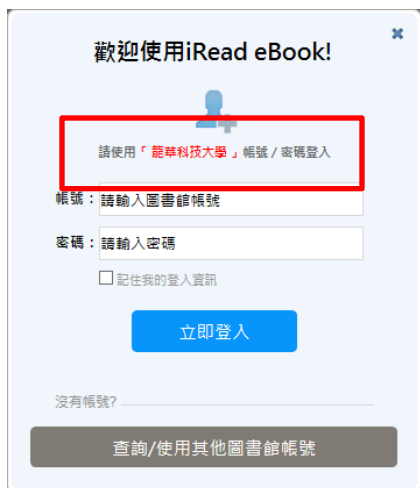 歡迎使用iRead eBook!
請使用「 龍華科技大學 」帳號 / 密碼登入
帳號：請輸入圖書館帳號
密碼：請輸入密碼
記住我的登入資訊
立即登入
沒有帳號?
查詢/使用其他圖書館帳號